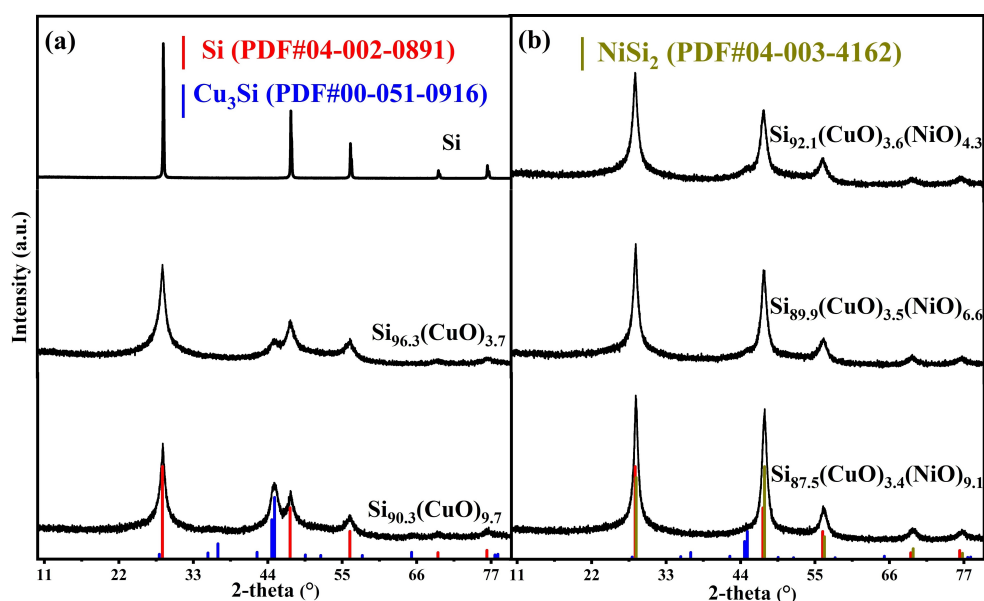 (a)
Si (PDF#04-002-0891)
Cu₃Si (PDF#00-051-0916)
Si
Si₉₆.₃(CuO)₃.₇
Si₉₀.₃(CuO)₉.₇
(b)
NiSi₂ (PDF#04-003-4162)
Si₉₂.₁(CuO)₃.₆(NiO)₄.₃
Si₈₉.₉(CuO)₃.₅(NiO)₆.₆
Si₈₇.₅(CuO)₃.₄(NiO)₉.₁
Intensity (a.u.)
11 22 33 44 55 66 77
11 22 33 44 55 66 77
2-theta (°)
2-theta (°)